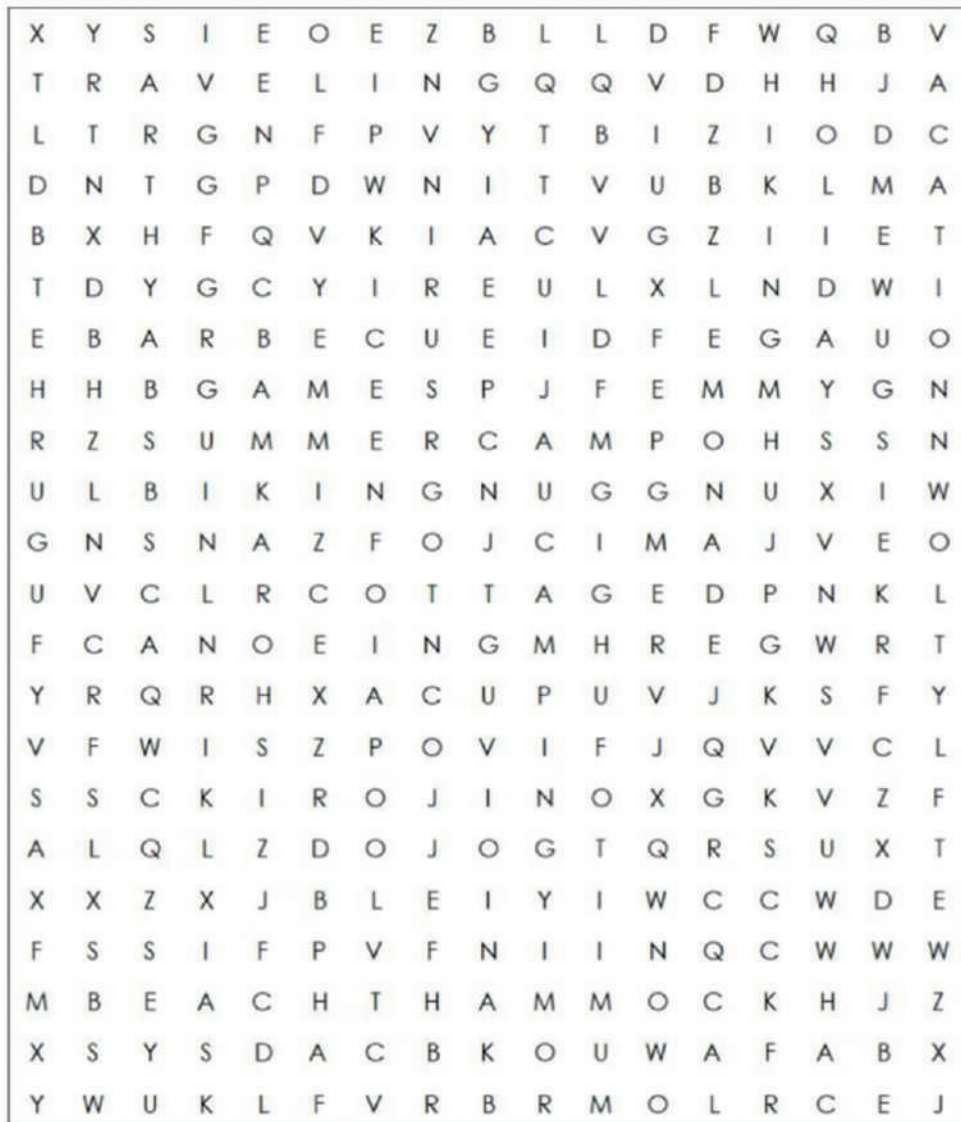 X Y S I E O E Z B L L D F W Q B V
T R A V E L I N G Q Q V D H H J A
L T R G N F P V Y T B I Z I O D C
D N T G P D W N I T V U B K L M A
B X H F Q V K I A C V G Z I I E T
T D Y G C Y I R E U L X L N D W I
E B A R B E C U E I D F E G A U O
H H B G A M E S P J F E M M Y G N
R Z S U M M E R C A M P O H S S N
U L B I K I N G N U G G N U X I W
G N S N A Z F O J C I M A J V E O
U V C L R C O T T A G E D P N K L
F C A N O E I N G M H R E G W R T
Y R Q R H X A C U P U V J K S F Y
V F W I S Z P O V I F J Q V V C L
S S C K I R O J I N O X G K V Z F
A L Q L Z D O J O G T Q R S U X T
X X Z X J B L E I Y I W C C W D E
F S S I F P V F N I I N Q C W W W
M B E A C H T H A M M O C K H J Z
X S Y S D A C B K O U W A F A B X
Y W U K L F V R B R M O L R C E J